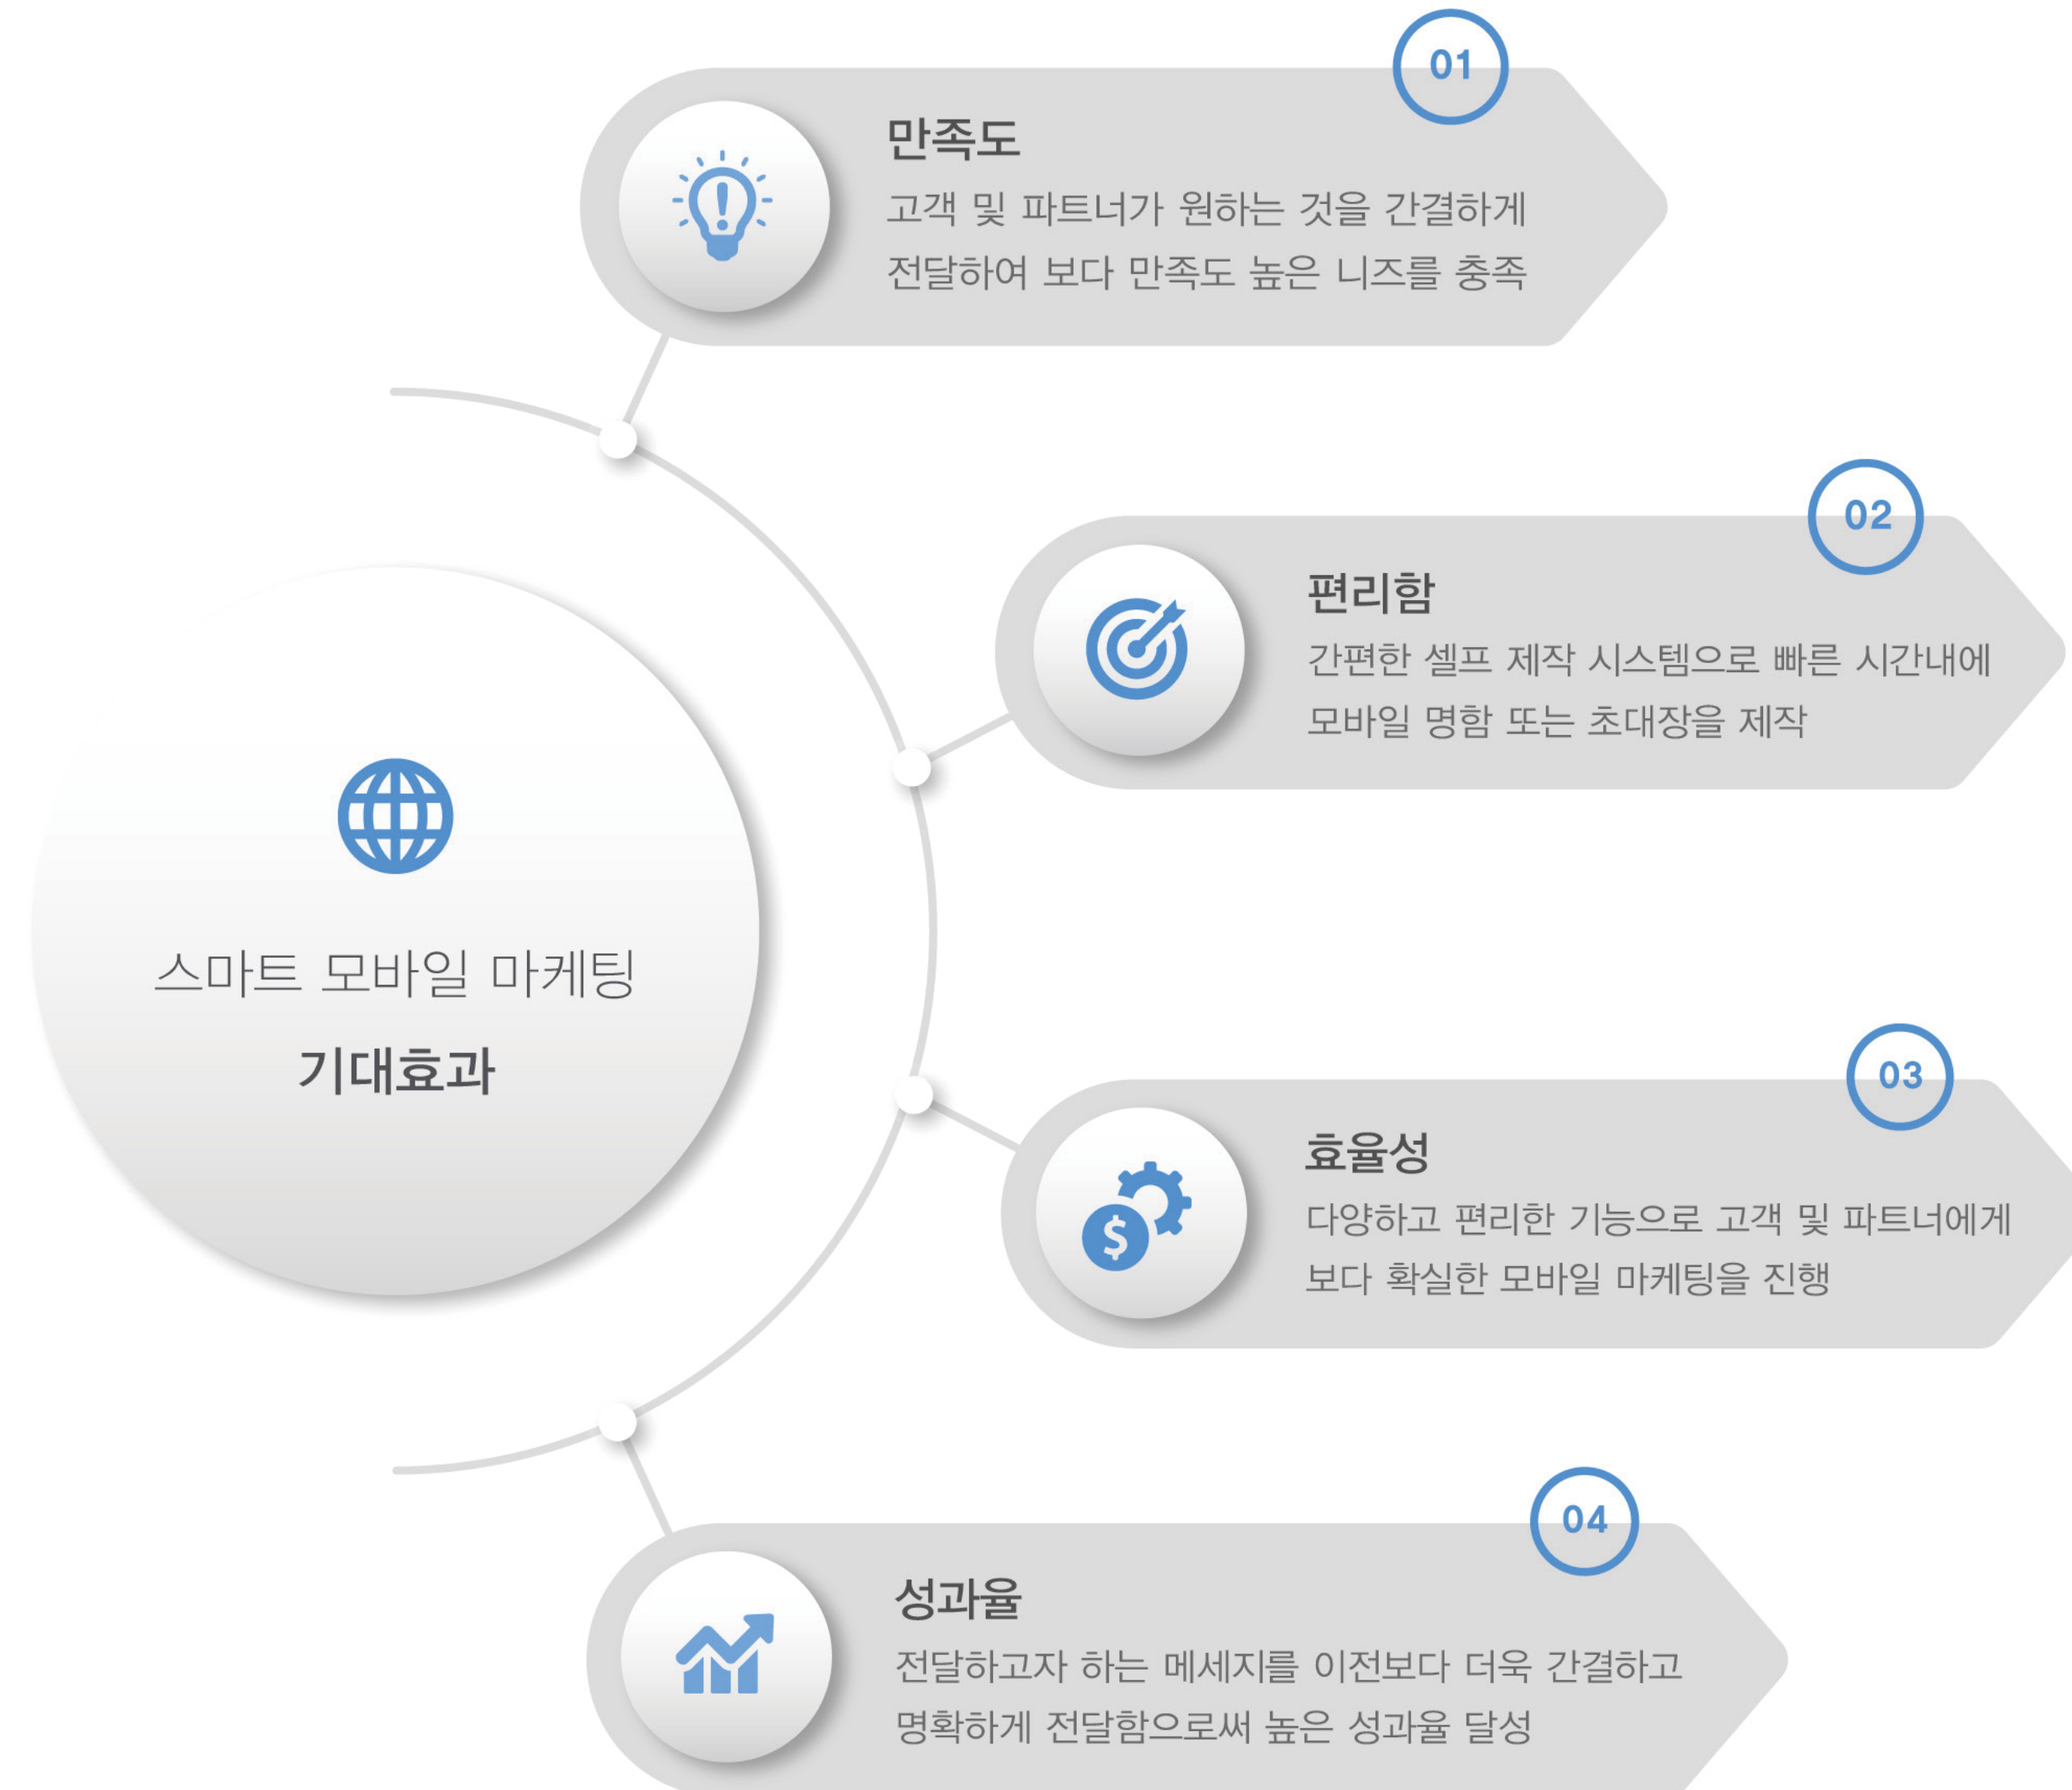 스마트 모바일 마케팅
기대효과
01
만족도
고객 및 파트너가 원하는 것을 간결하게
전달하여 보다 만족도 높은 니즈를 충족
02
편리함
간편한 셀프 제작 시스템으로 빠른 시간내에
모바일 명함 또는 초대장을 제작
03
효율성
다양하고 편리한 기능으로 고객 및 파트너에게
보다 확실한 모바일 마케팅을 진행
04
성과율
전달하고자 하는 메세지를 이전보다 더욱 간결하고
명확하게 전달함으로써 높은 성과율 달성